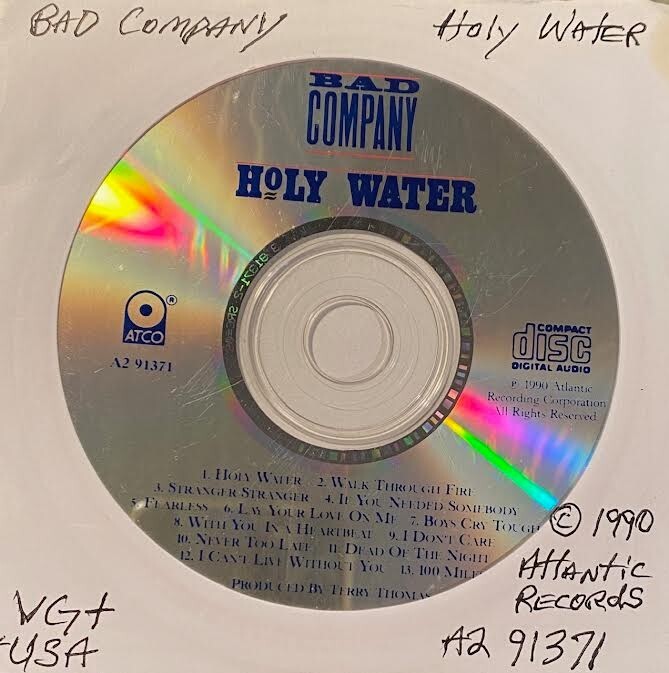 BAD COMPANY
Holy WATER
BAD
COMPANY
HOLY WATER
ATCO ®
A2 91371
COMPACT
disc
DIGITAL AUDIO
℗ 1990 Atlantic
Recording Corporation
All Rights Reserved
1. HOLY WATER 2. WALK THROUGH FIRE
3. STRANGER STRANGER 4. IF YOU NEEDED SOMEBODY
5. FEARLESS 6. LAY YOUR LOVE ON ME 7. BOYS CRY TOUGH
8. WITH YOU IN A HEARTBEAT 9. I DON'T CARE
10. NEVER TOO LATE 11. DEAD OF THE NIGHT
12. I CAN'T LIVE WITHOUT YOU 13. 100 MILE
PRODUCED BY TERRY THOMAS
© 1990
Atlantic
RECORDS
A2 91371
VG+
USA